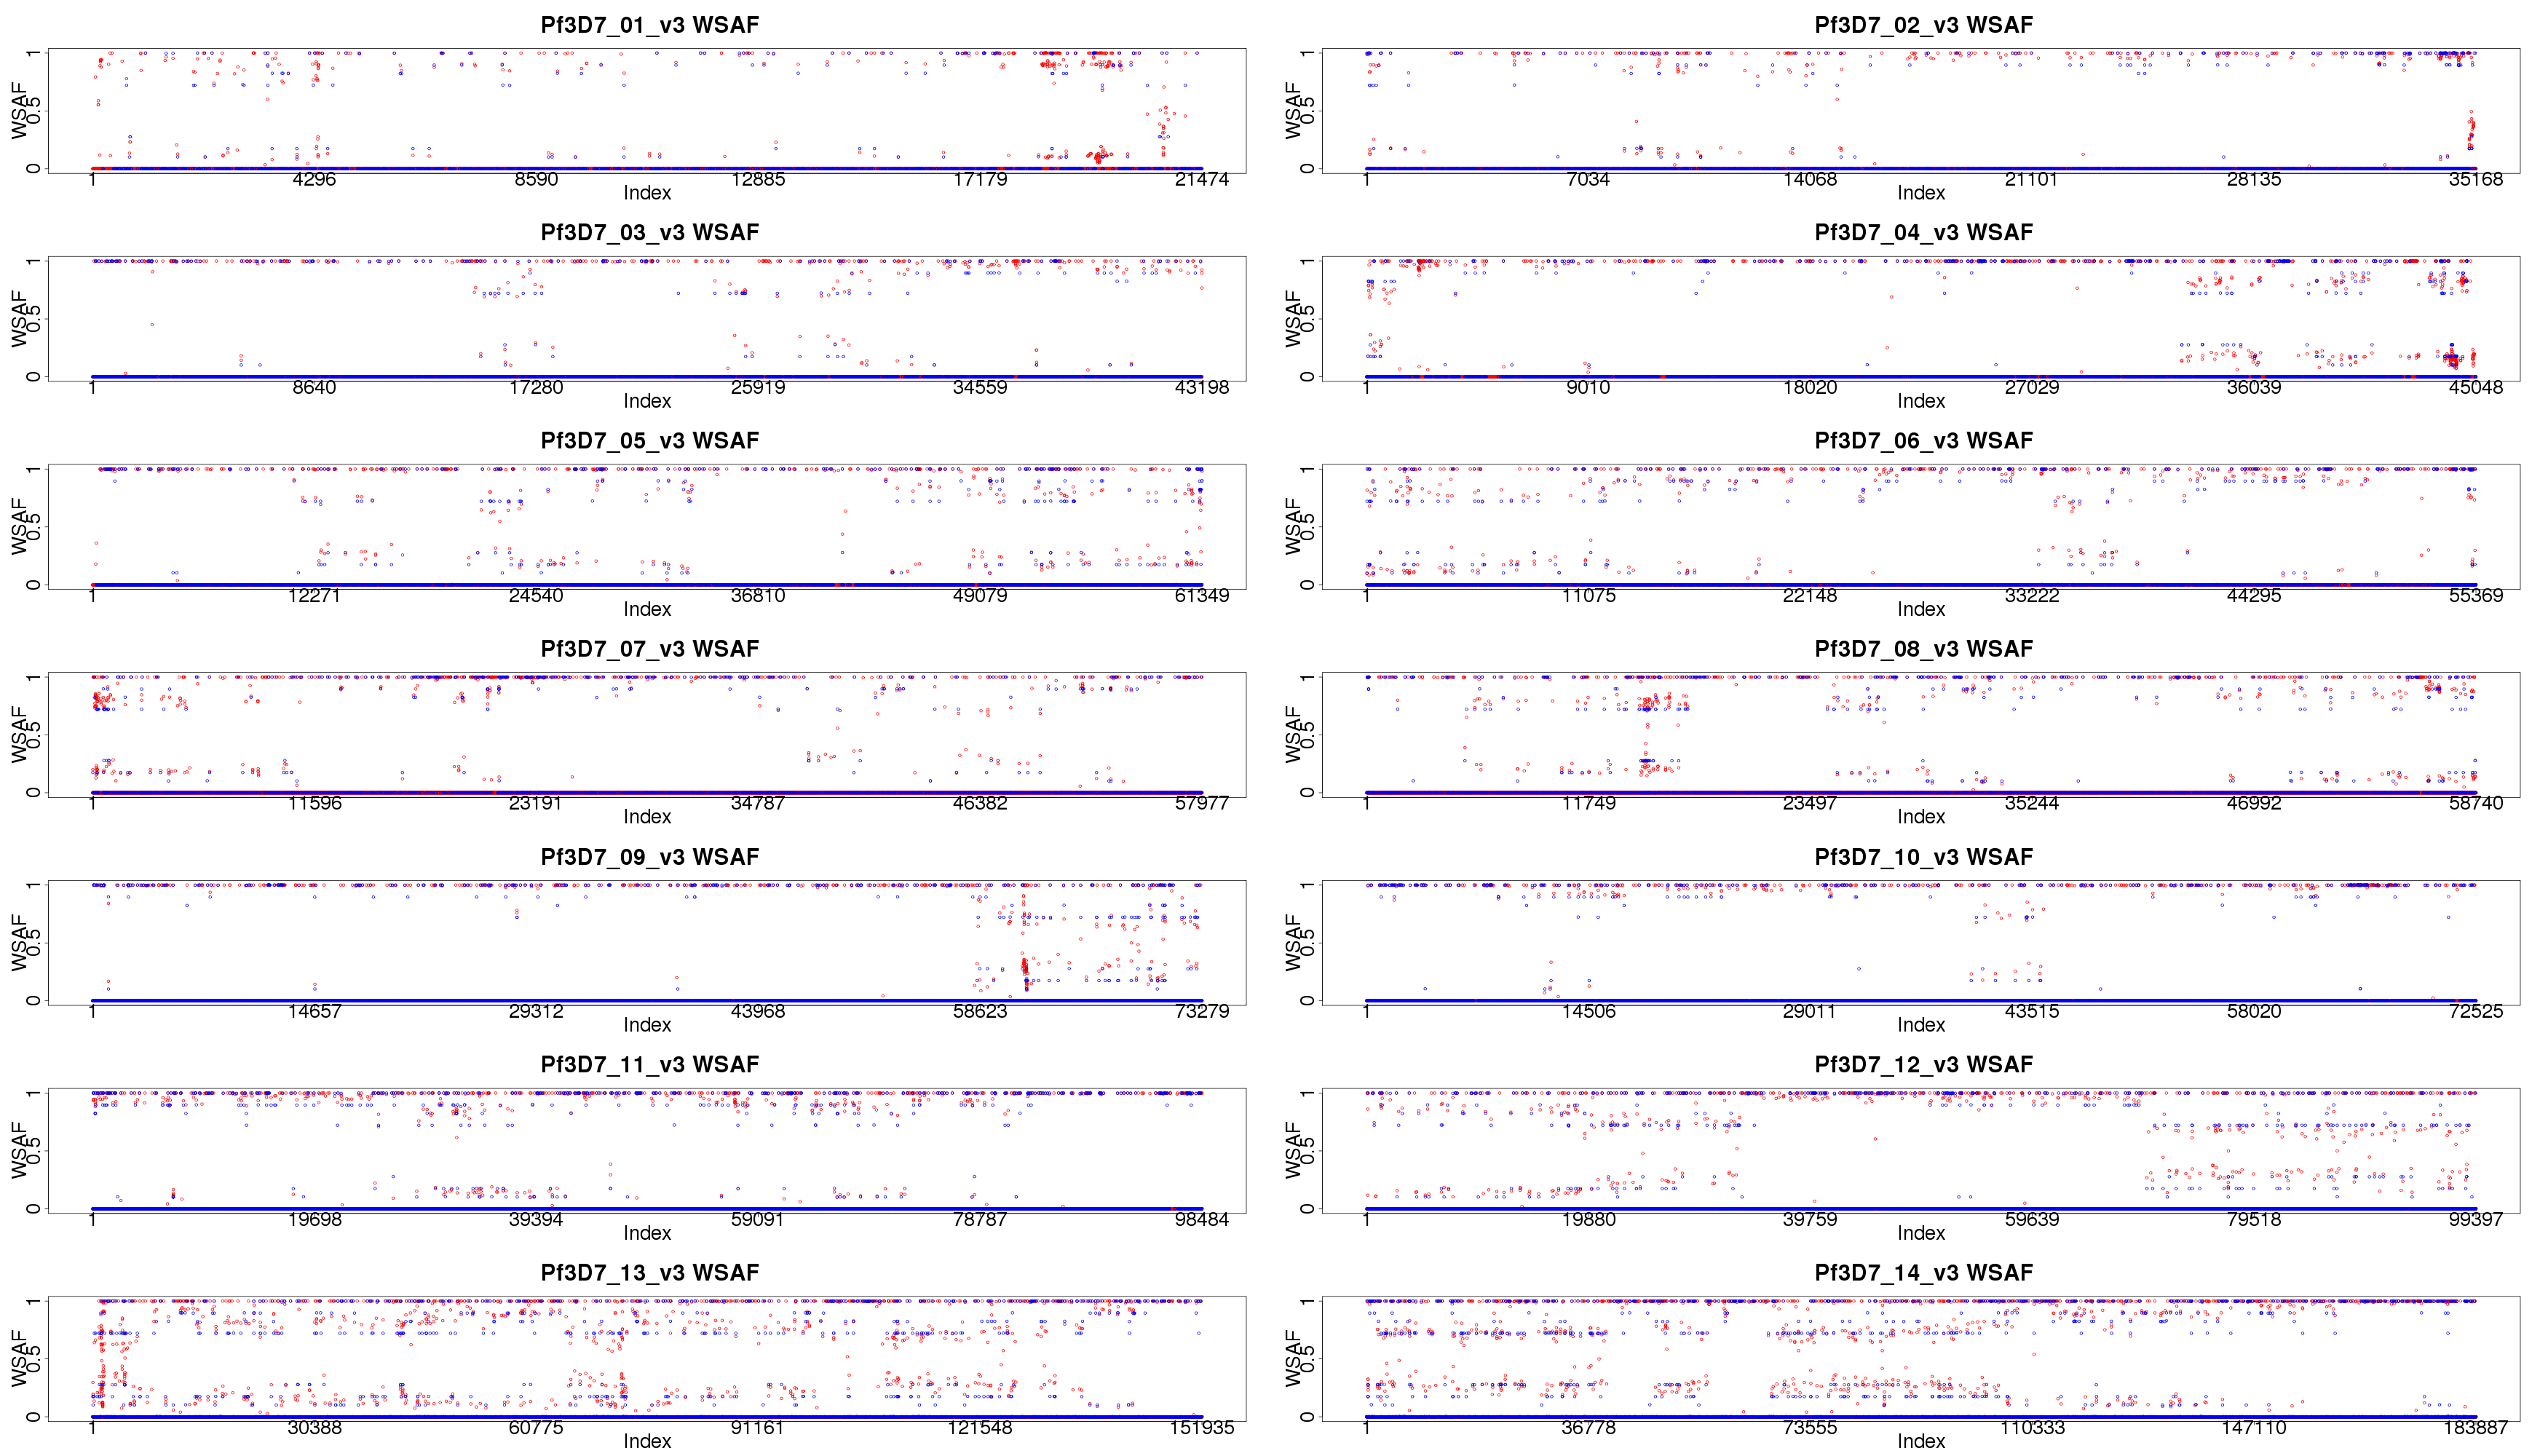 Pf3D7_01_v3 WSAF
WSAF
0 0.5 1
1 4296 8590 12885 17179 21474
Index
Pf3D7_02_v3 WSAF
WSAF
0 0.5 1
1 7034 14068 21101 28135 35168
Index
Pf3D7_03_v3 WSAF
WSAF
0 0.5 1
1 8640 17280 25919 34559 43198
Index
Pf3D7_04_v3 WSAF
WSAF
0 0.5 1
1 9010 18020 27029 36039 45048
Index
Pf3D7_05_v3 WSAF
WSAF
0 0.5 1
1 12271 24540 36810 49079 61349
Index
Pf3D7_06_v3 WSAF
WSAF
0 0.5 1
1 11075 22148 33222 44295 55369
Index
Pf3D7_07_v3 WSAF
WSAF
0 0.5 1
1 11596 23191 34787 46382 57977
Index
Pf3D7_08_v3 WSAF
WSAF
0 0.5 1
1 11749 23497 35244 46992 58740
Index
Pf3D7_09_v3 WSAF
WSAF
0 0.5 1
1 14657 29312 43968 58623 73279
Index
Pf3D7_10_v3 WSAF
WSAF
0 0.5 1
1 14506 29011 43515 58020 72525
Index
Pf3D7_11_v3 WSAF
WSAF
0 0.5 1
1 19698 39394 59091 78787 98484
Index
Pf3D7_12_v3 WSAF
WSAF
0 0.5 1
1 19880 39759 59639 79518 99397
Index
Pf3D7_13_v3 WSAF
WSAF
0 0.5 1
1 30388 60775 91161 121548 151935
Index
Pf3D7_14_v3 WSAF
WSAF
0 0.5 1
1 36778 73555 110333 147110 183887
Index